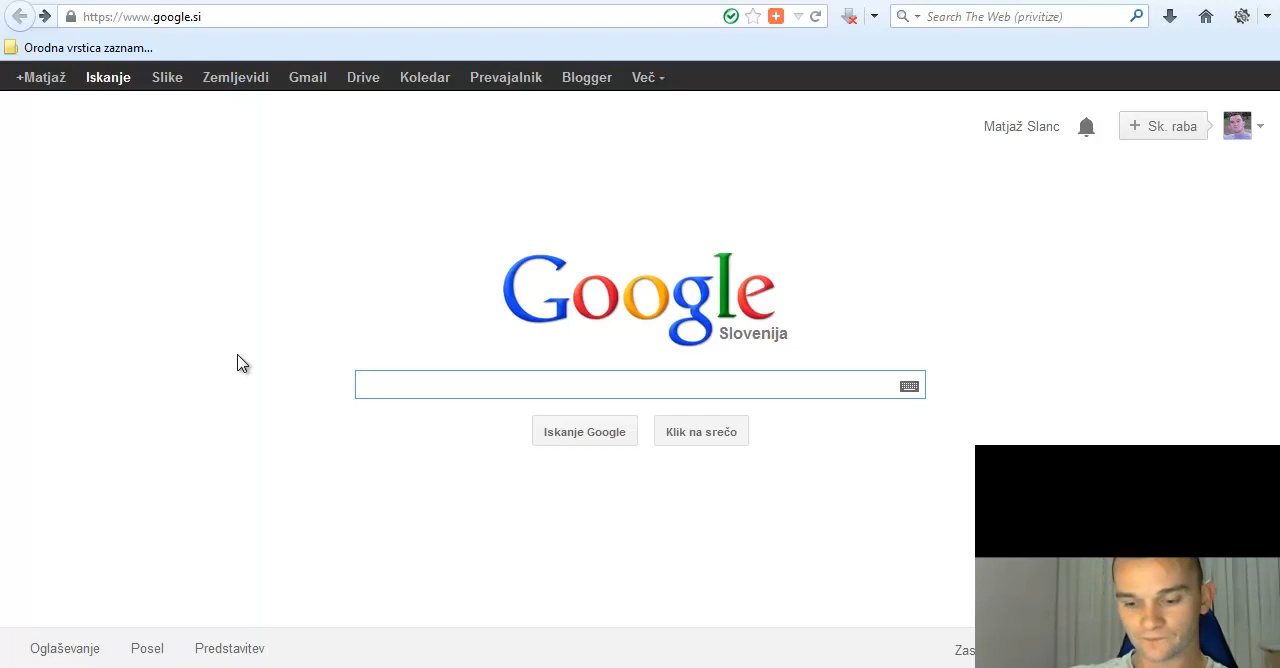 https://www.google.si
Search The Web (privitize)
Orodna vrstica zaznam...
+Matjaž Iskanje Slike Zemljevidi Gmail Drive Koledar Prevajalnik Blogger Več
Matjaž Slanc + Sk. raba
Google
Slovenija
Iskanje Google Klik na srečo
Oglaševanje Posel Predstavitev Zas